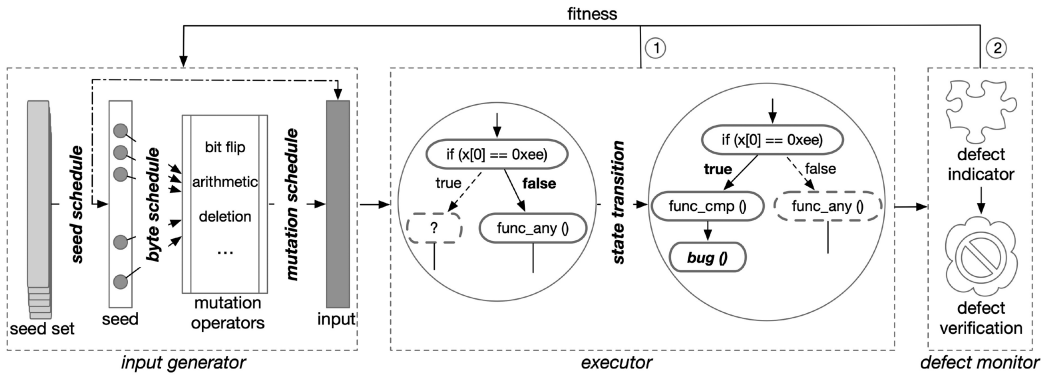 fitness
①
②
seed schedule
byte schedule
bit flip
arithmetic
deletion
...
mutation schedule
seed set
seed
mutation
operators
input
input generator
if (x[0] == 0xee)
true
false
?
func_any ()
state transition
if (x[0] == 0xee)
true
false
func_cmp ()
func_any ()
bug ()
executor
defect
indicator
defect
verification
defect monitor